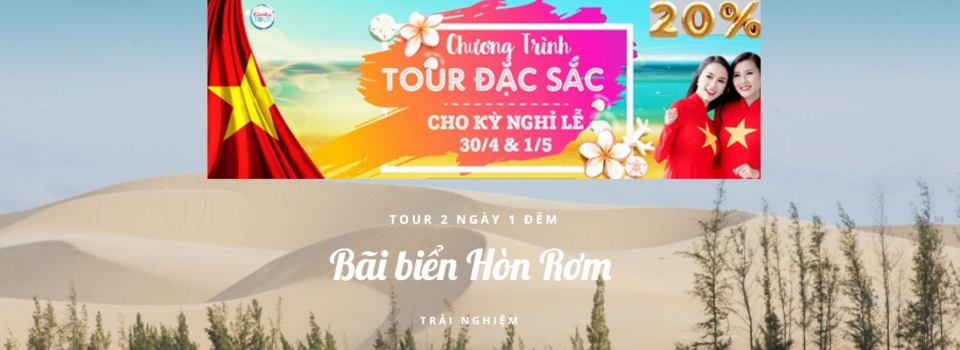 20%
Chương Trình
TOUR ĐẶC SẮC
CHO KỲ NGHỈ LỄ
30/4 & 1/5
TOUR 2 NGÀY 1 ĐÊM
Bãi biển Hòn Rơm
TRẢI NGHIỆM